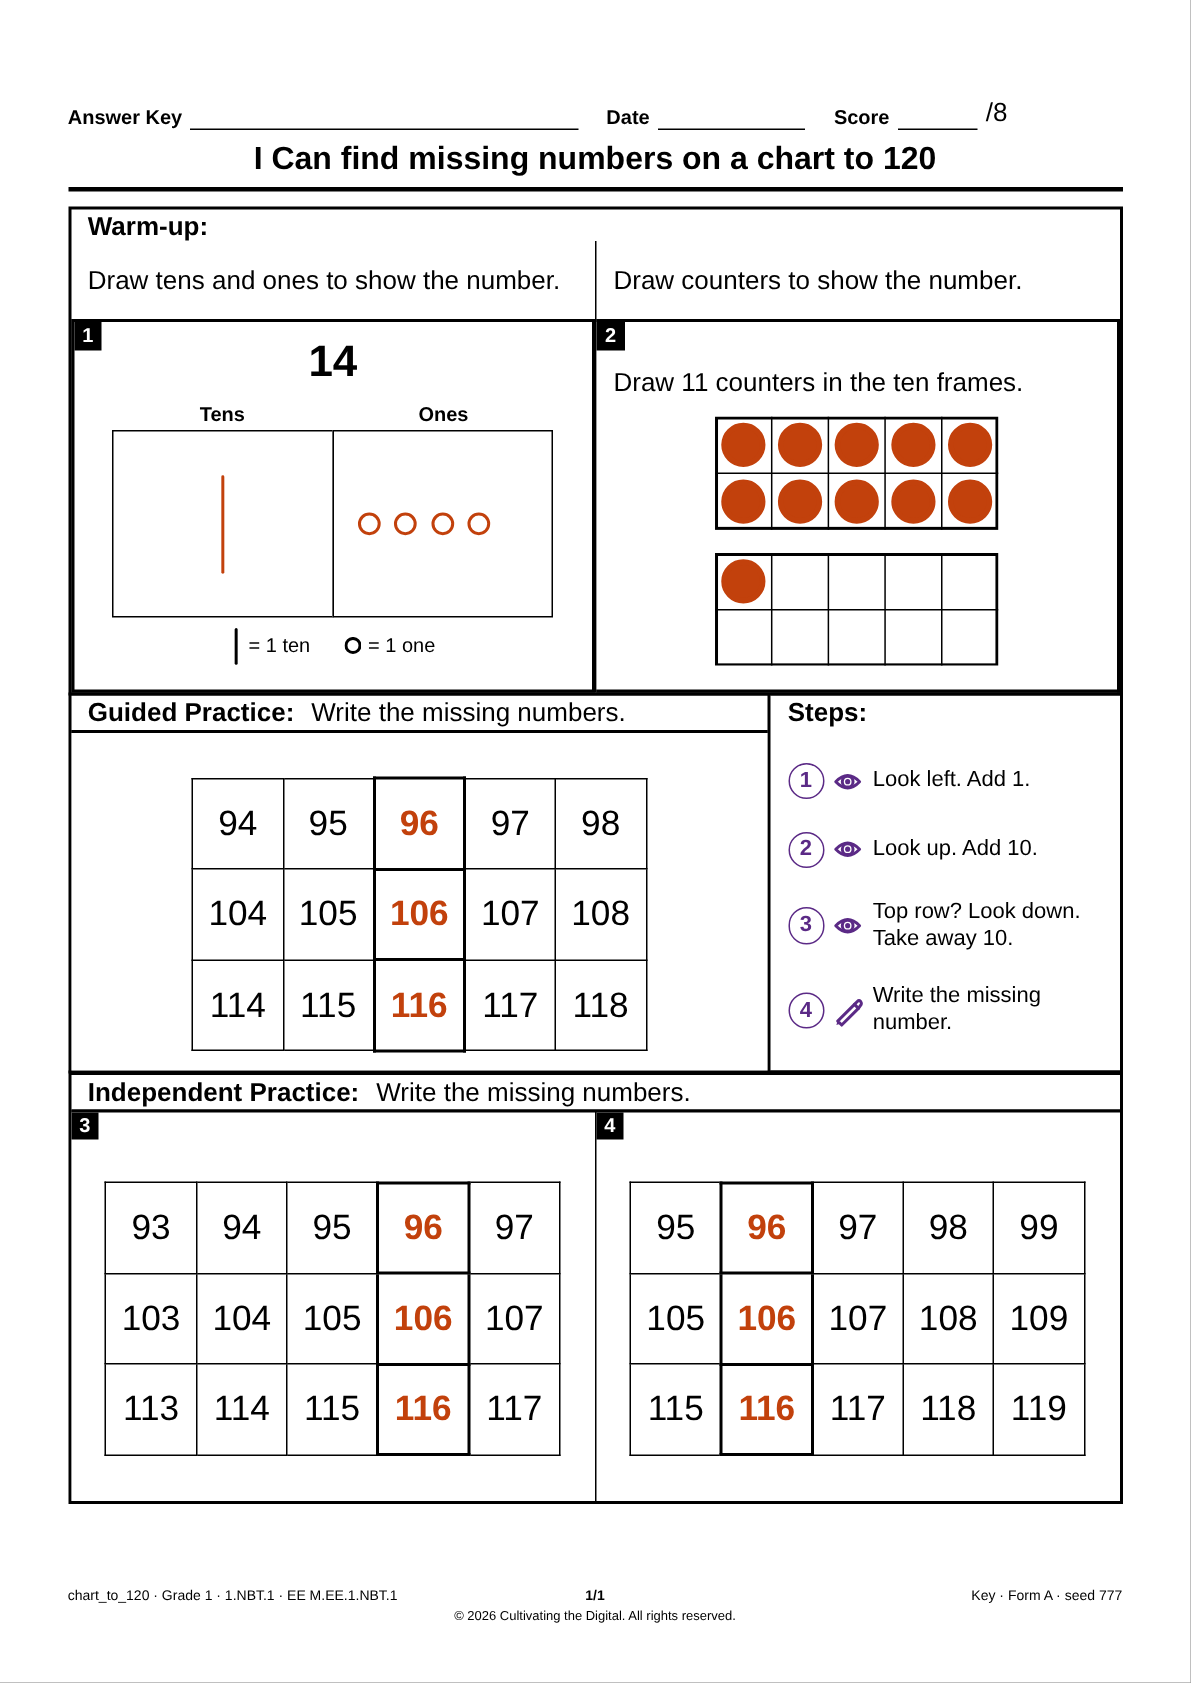 Answer Key Date Score /8
I Can find missing numbers on a chart to 120
Warm-up:
Draw tens and ones to show the number.
Draw counters to show the number.
1
14
Tens Ones
= 1 ten = 1 one
2
Draw 11 counters in the ten frames.
Guided Practice: Write the missing numbers.
94 95 96 97 98
104 105 106 107 108
114 115 116 117 118
Steps:
1 Look left. Add 1.
2 Look up. Add 10.
3 Top row? Look down.
Take away 10.
4 Write the missing
number.
Independent Practice: Write the missing numbers.
3
93 94 95 96 97
103 104 105 106 107
113 114 115 116 117
4
95 96 97 98 99
105 106 107 108 109
115 116 117 118 119
chart_to_120 · Grade 1 · 1.NBT.1 · EE M.EE.1.NBT.1 1/1 Key · Form A · seed 777
© 2026 Cultivating the Digital. All rights reserved.